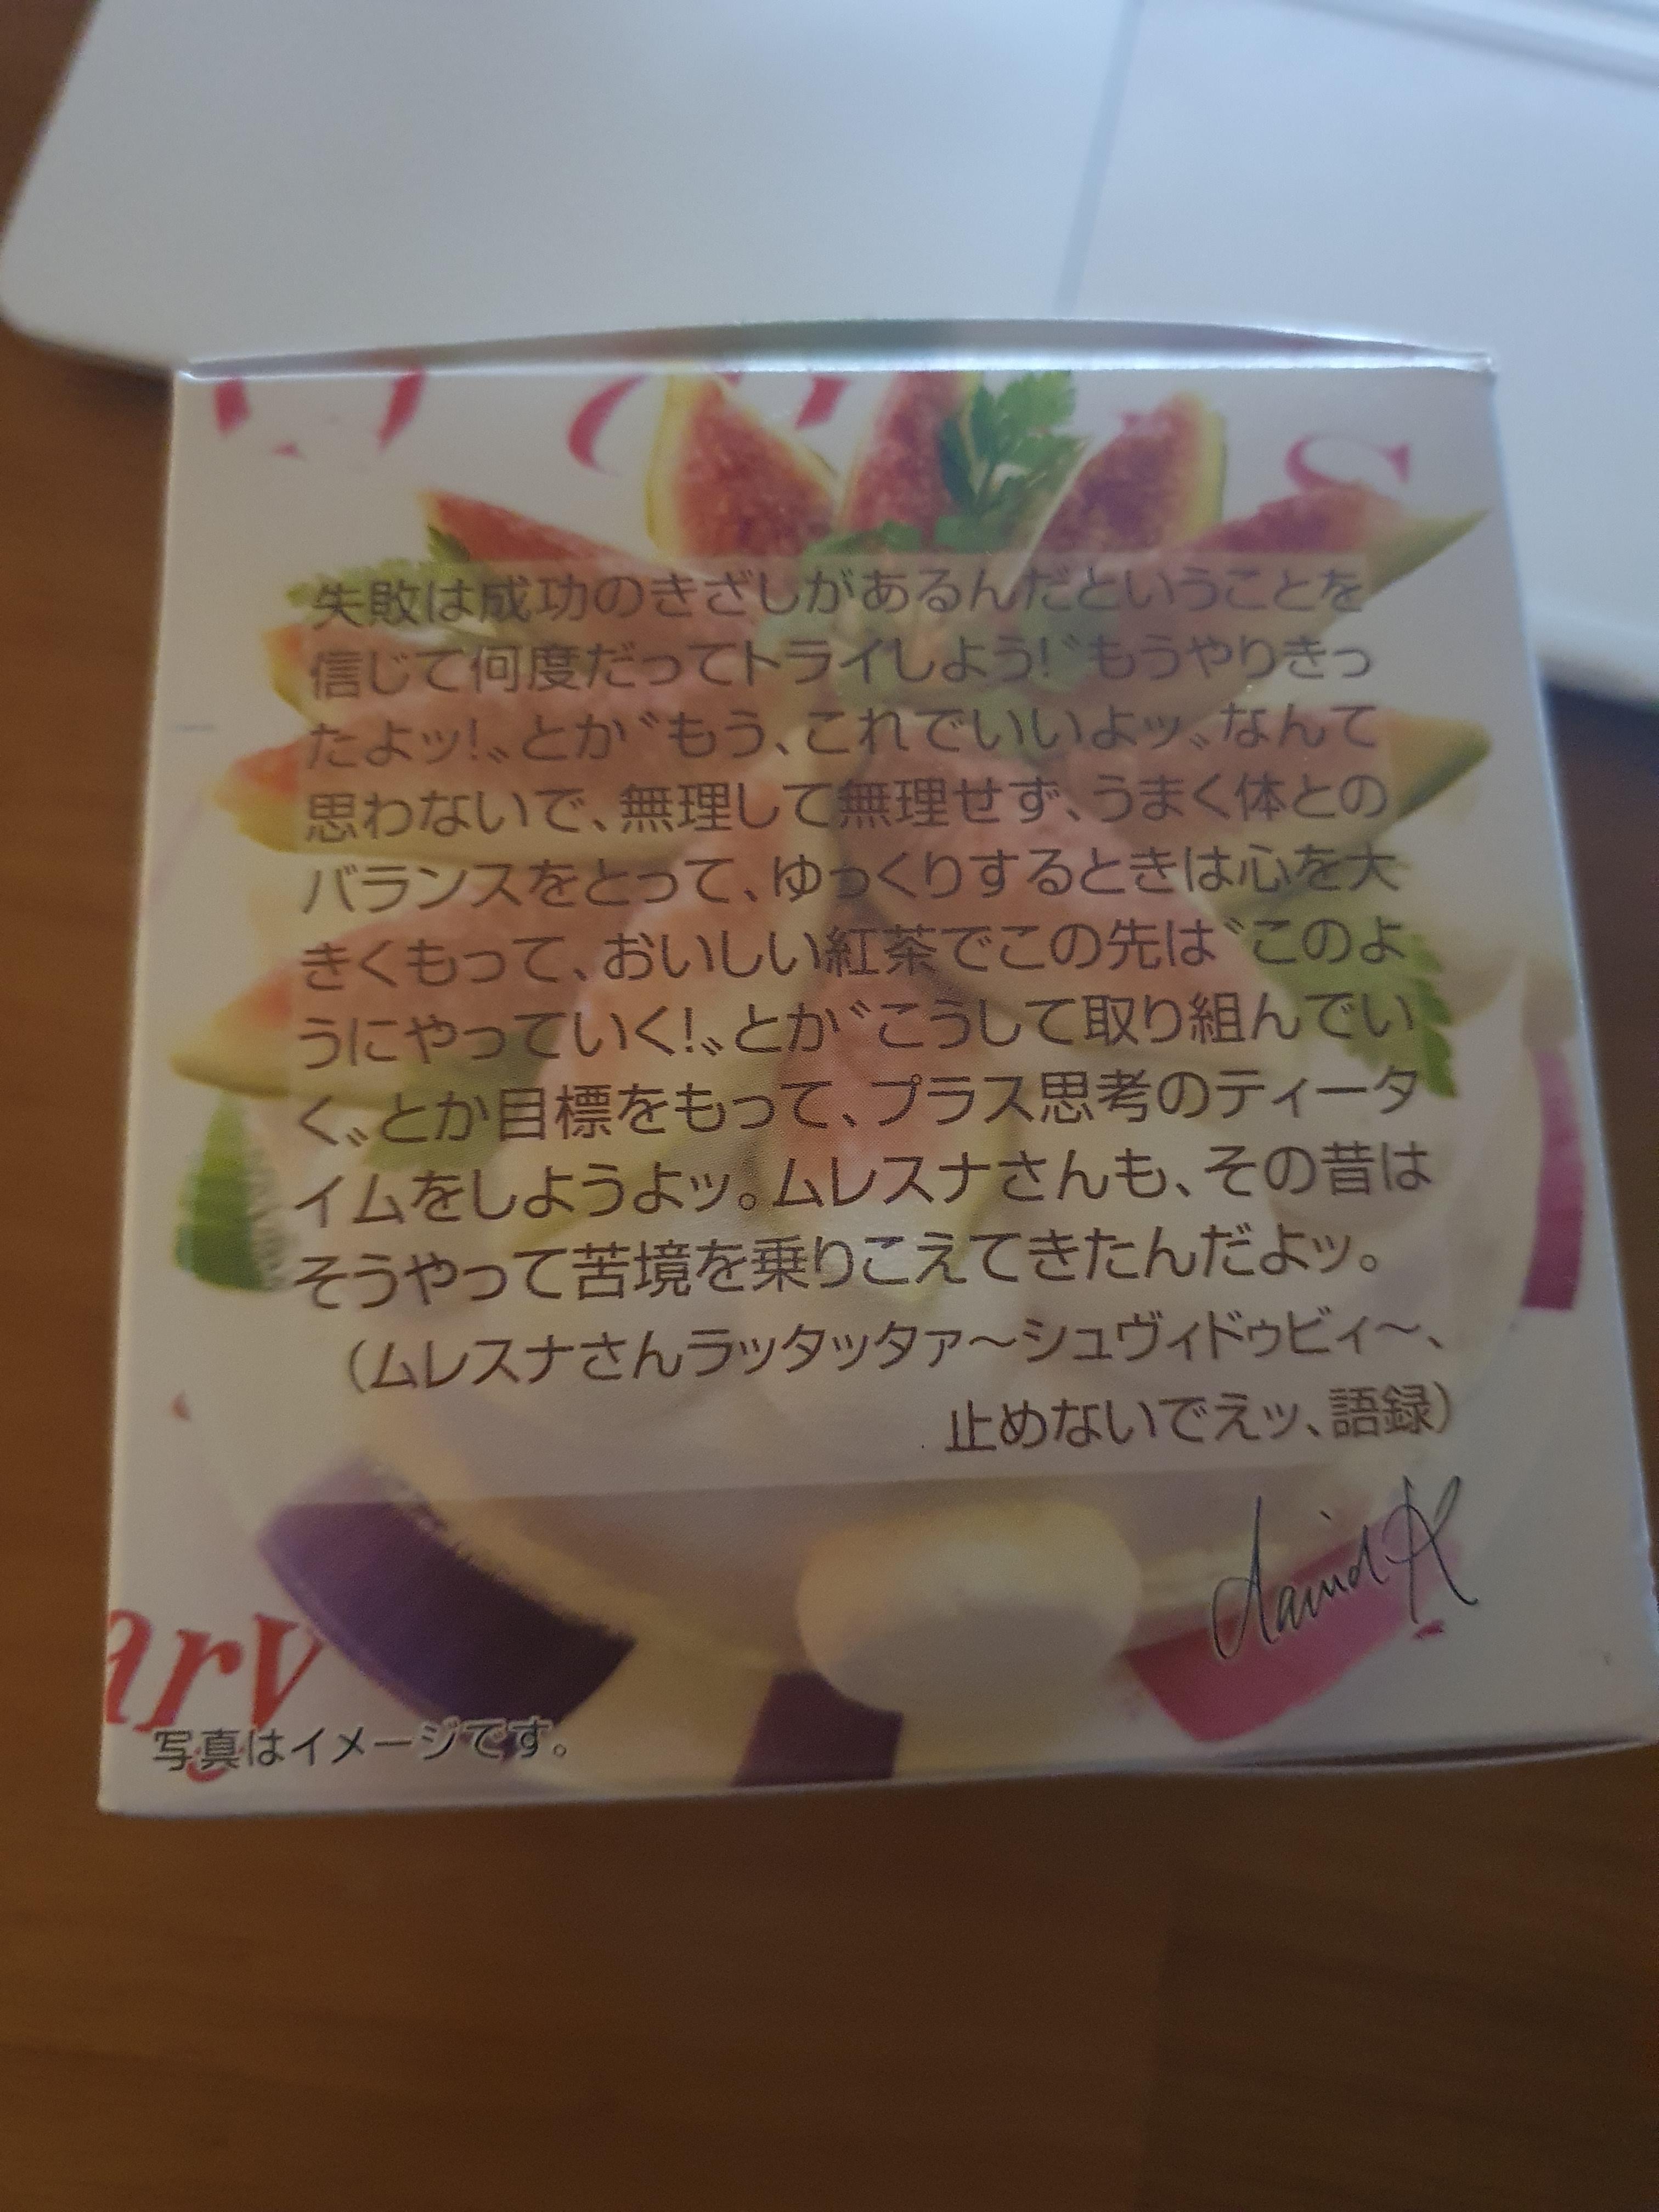 失敗は成功のきざしがあるんだということを
信じて何度だってトライしよう!〝もうやりきっ
たよッ!〟とか〝もう、これでいいよッ〟なんて
思わないで、無理して無理せず、うまく体との
バランスをとって、ゆっくりするときは心を大
きくもって、おいしい紅茶でこの先は〝このよ
うにやっていく!〟とか〝こうして取り組んでい
く〟とか目標をもって、プラス思考のティータ
イムをしようよッ。ムレスナさんも、その昔は
そうやって苦境を乗りこえてきたんだよッ。
(ムレスナさんラッタッタァ〜シュヴィドゥビィ〜、
止めないでえッ、語録)
david K
arv
写真はイメージです。